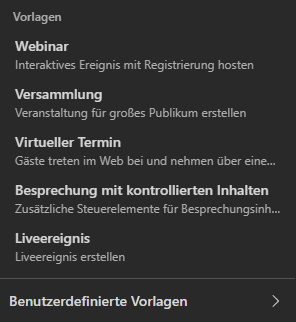 Vorlagen
Webinar
Interaktives Ereignis mit Registrierung hosten
Versammlung
Veranstaltung für großes Publikum erstellen
Virtueller Termin
Gäste treten im Web bei und nehmen über eine...
Besprechung mit kontrollierten Inhalten
Zusätzliche Steuerelemente für Besprechungsinh...
Liveereignis
Liveereignis erstellen
Benutzerdefinierte Vorlagen